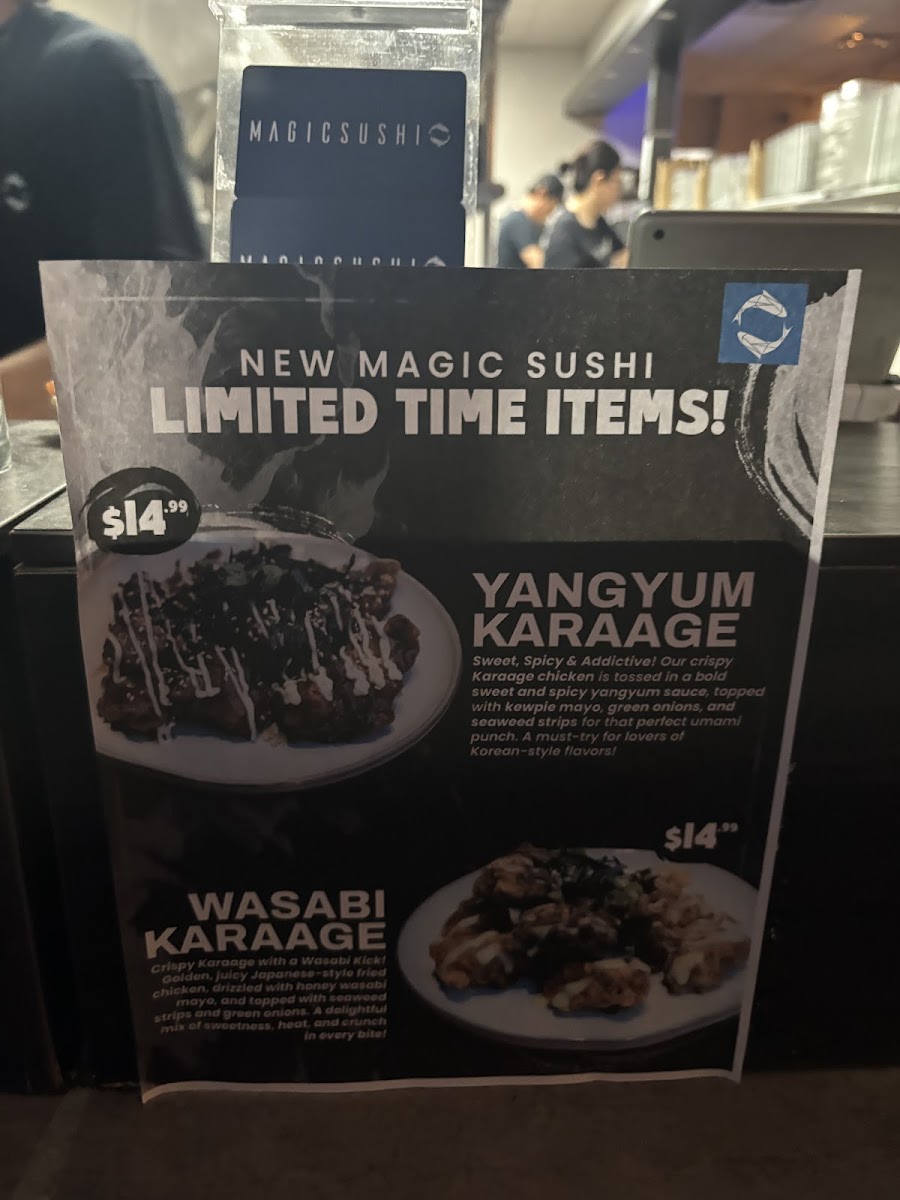 MAGICSUSHI
MAGICSUSHI
NEW MAGIC SUSHI
LIMITED TIME ITEMS!
$14.99
YANGYUM
KARAAGE
Sweet, Spicy & Addictive! Our crispy
Karaage chicken is tossed in a bold
sweet and spicy yangyum sauce, topped
with kewpie mayo, green onions, and
seaweed strips for that perfect umami
punch. A must-try for lovers of
Korean-style flavors!
$14.99
WASABI
KARAAGE
Crispy Karaage with a Wasabi Kick!
Golden, juicy Japanese-style fried
chicken, drizzled with honey wasabi
mayo, and topped with seaweed
strips and green onions. A delightful
mix of sweetness, heat, and crunch
in every bite!